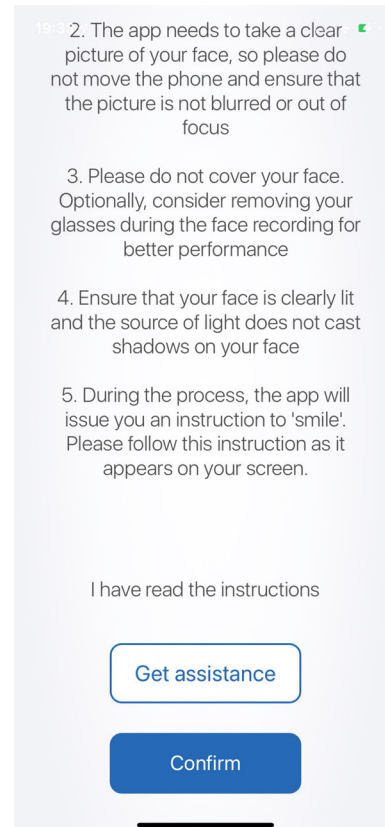 2. The app needs to take a clear
picture of your face, so please do
not move the phone and ensure that
the picture is not blurred or out of
focus
3. Please do not cover your face.
Optionally, consider removing your
glasses during the face recording for
better performance
4. Ensure that your face is clearly lit
and the source of light does not cast
shadows on your face
5. During the process, the app will
issue you an instruction to 'smile'.
Please follow this instruction as it
appears on your screen.
I have read the instructions
Get assistance
Confirm